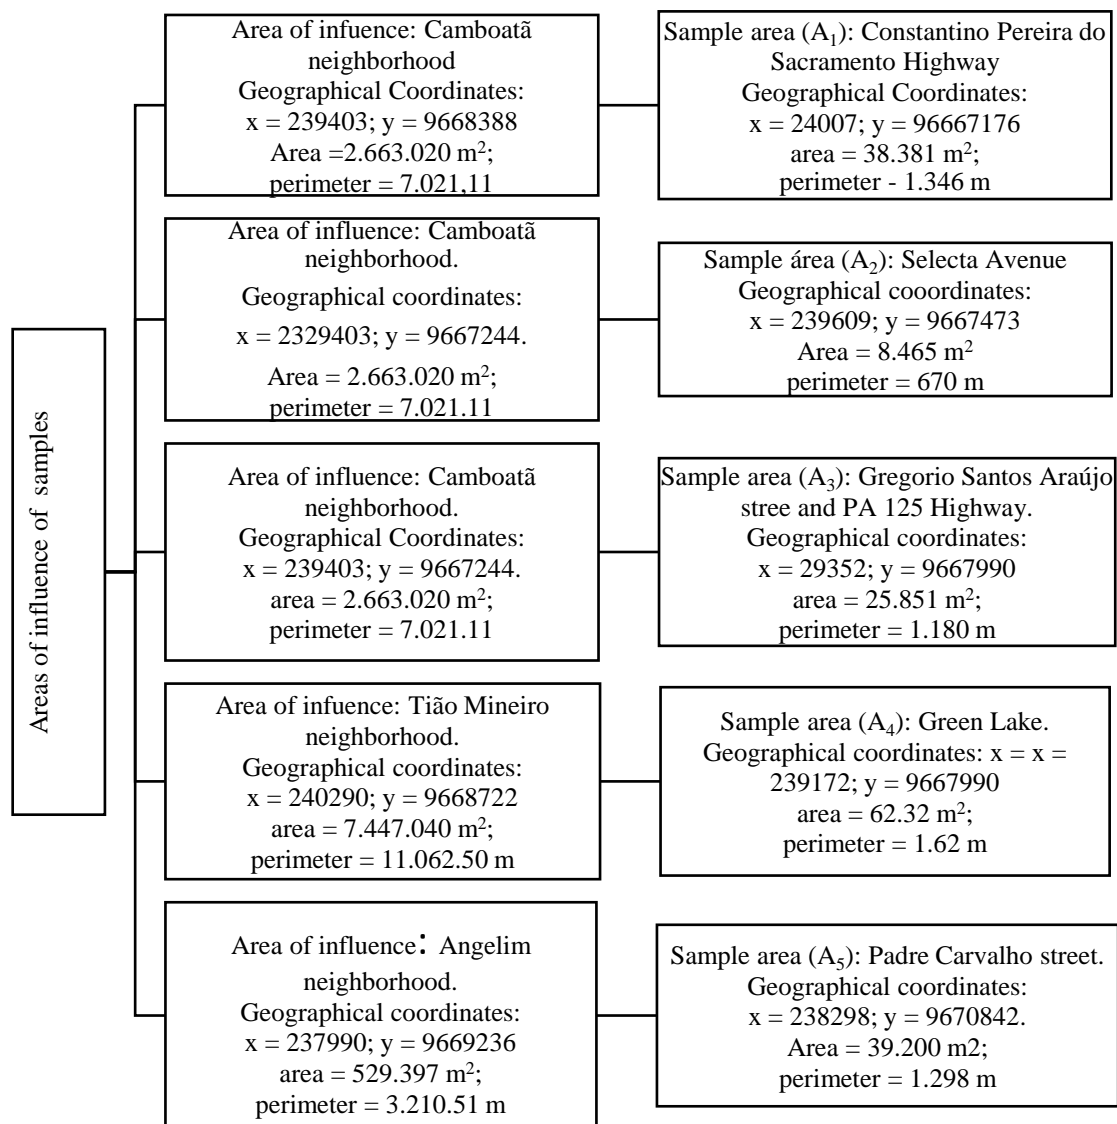 Areas of influence of samples
Area of infuence: Camboatã
neighborhood
Geographical Coordinates:
x = 239403; y = 9668388
Area =2.663.020 m²;
perimeter = 7.021,11
Sample area (A₁): Constantino Pereira do
Sacramento Highway
Geographical Coordinates:
x = 24007; y = 96667176
area = 38.381 m²;
perimeter - 1.346 m
Area of influence: Camboatã
neighborhood.
Geographical coordinates:
x = 2329403; y = 9667244.
Area = 2.663.020 m²;
perimeter = 7.021.11
Sample área (A₂): Selecta Avenue
Geographical cooordinates:
x = 239609; y = 9667473
Area = 8.465 m²
perimeter = 670 m
Area of influence: Camboatã
neighborhood.
Geographical Coordinates:
x = 239403; y = 9667244.
area = 2.663.020 m²;
perimeter = 7.021.11
Sample area (A₃): Gregorio Santos Araújo
stree and PA 125 Highway.
Geographical coordinates:
x = 29352; y = 9667990
area = 25.851 m²;
perimeter = 1.180 m
Area of infuence: Tião Mineiro
neighborhood.
Geographical coordinates:
x = 240290; y = 9668722
area = 7.447.040 m²;
perimeter = 11.062.50 m
Sample area (A₄): Green Lake.
Geographical coordinates: x = x =
239172; y = 9667990
area = 62.32 m²;
perimeter = 1.62 m
Area of influence: Angelim
neighborhood.
Geographical coordinates:
x = 237990; y = 9669236
area = 529.397 m²;
perimeter = 3.210.51 m
Sample area (A₅): Padre Carvalho street.
Geographical coordinates:
x = 238298; y = 9670842.
Area = 39.200 m2;
perimeter = 1.298 m